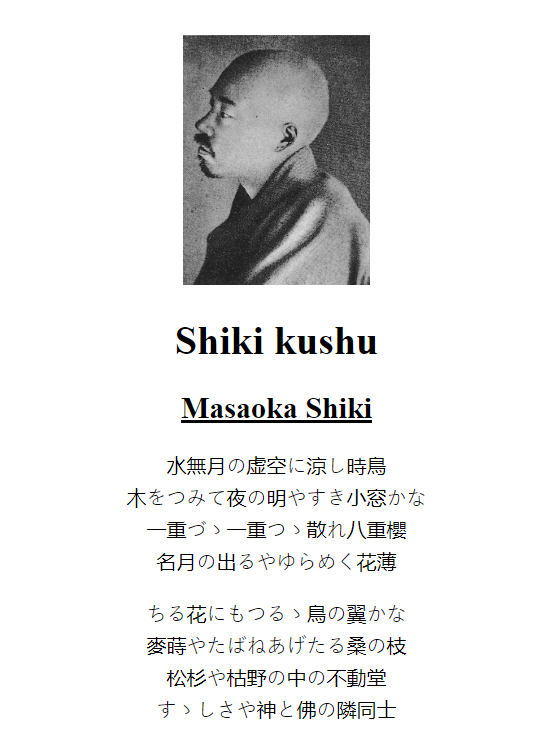 Shiki kushu
Masaoka Shiki
水無月の虚空に涼し時鳥
木をつみて夜の明やすき小窓かな
一重づゝ一重つゝ散れ八重櫻
名月の出るやゆらめく花薄
ちる花にもつるゝ鳥の翼かな
麥蒔やたばねあげたる桑の枝
松杉や枯野の中の不動堂
すゝしさや神と佛の隣同士